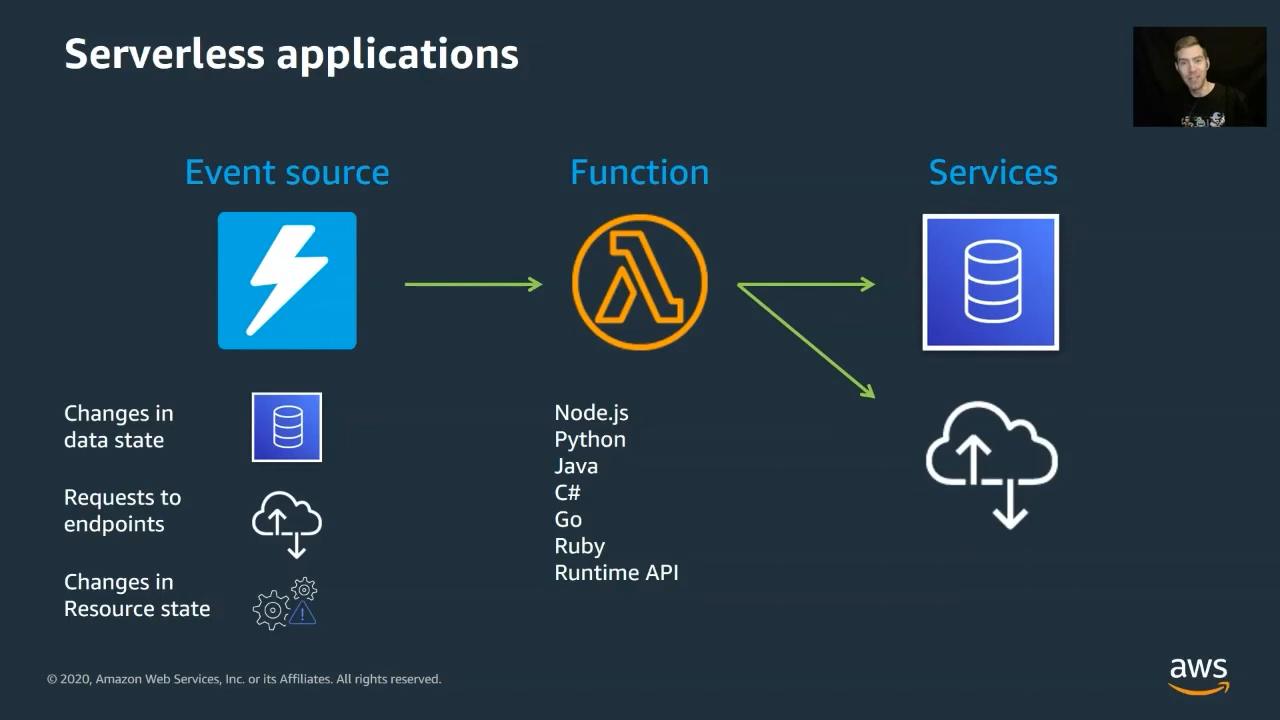 Serverless applications
Event source
Function
Services
Changes in
data state
Requests to
endpoints
Changes in
Resource state
Node.js
Python
Java
C#
Go
Ruby
Runtime API
© 2020, Amazon Web Services, Inc. or its Affiliates. All rights reserved.
aws